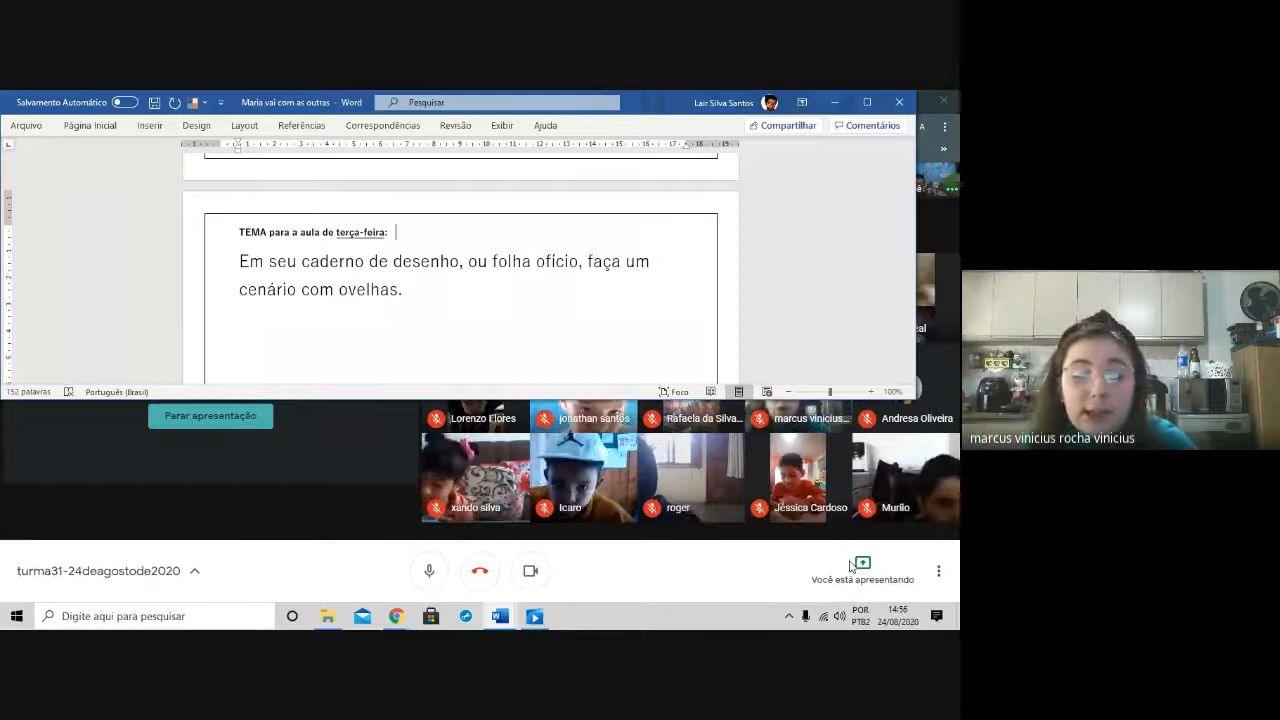 Salvamento Automático
Maria vai com as outras - Word
Pesquisar
Lair Silva Santos
Arquivo
Página Inicial
Inserir
Design
Layout
Referências
Correspondências
Revisão
Exibir
Ajuda
Compartilhar
Comentários
TEMA para a aula de terça-feira:
Em seu caderno de desenho, ou folha ofício, faça um
cenário com ovelhas.
152 palavras
Português (Brasil)
Foco
100%
Parar apresentação
Lorenzo Flores
jonathan santos
Rafaela da Silva...
marcus vinicius...
Andresa Oliveira
marcus vinicius rocha vinicius
xando silva
Icaro
roger
Jéssica Cardoso
Murilo
turma31-24deagostode2020
Você está apresentando
Digite aqui para pesquisar
POR
PTB2
14:56
24/08/2020